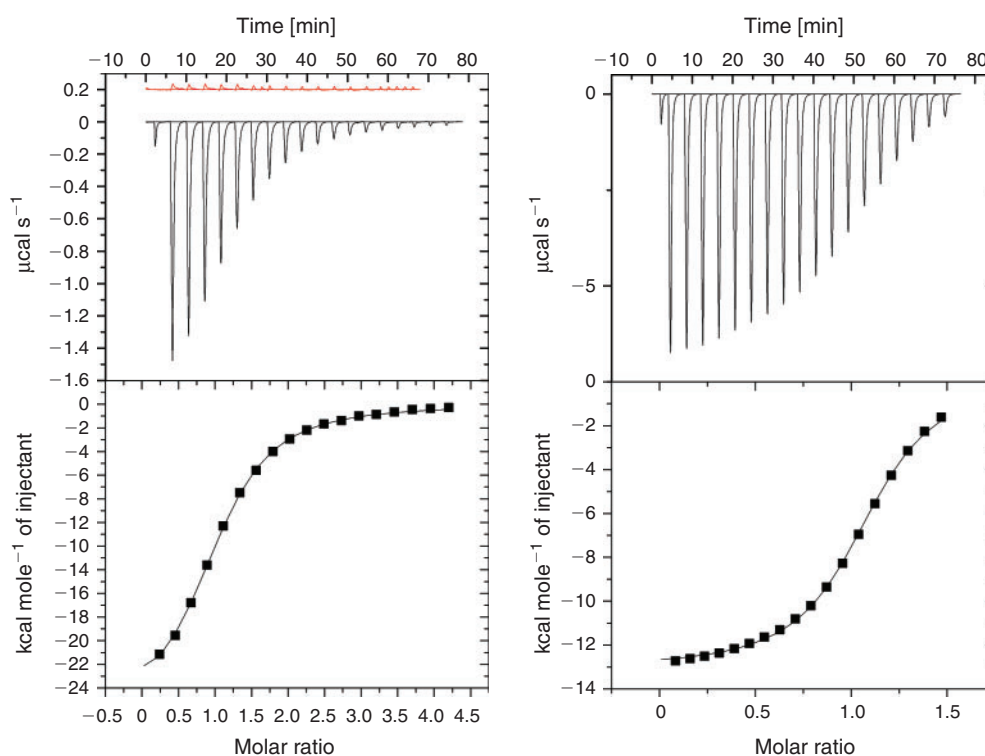 Time [min]
−10 0 10 20 30 40 50 60 70 80
0.2
0
−0.2
−0.4
−0.6
−0.8
−1.0
−1.2
−1.4
−1.6
µcal s−1
0
−2
−4
−6
−8
−12
−10
−14
−16
−18
−20
−22
−24
kcal mole−1 of injectant
−0.5 0 0.5 1.0 1.5 2.0 2.5 3.0 3.5 4.0 4.5
Molar ratio
Time [min]
−10 0 10 20 30 40 50 60 70 80
0
−5
0
µcal s−1
−2
−4
−6
−8
−10
−12
−14
kcal mole−1 of injectant
0 0.5 1.0 1.5
Molar ratio